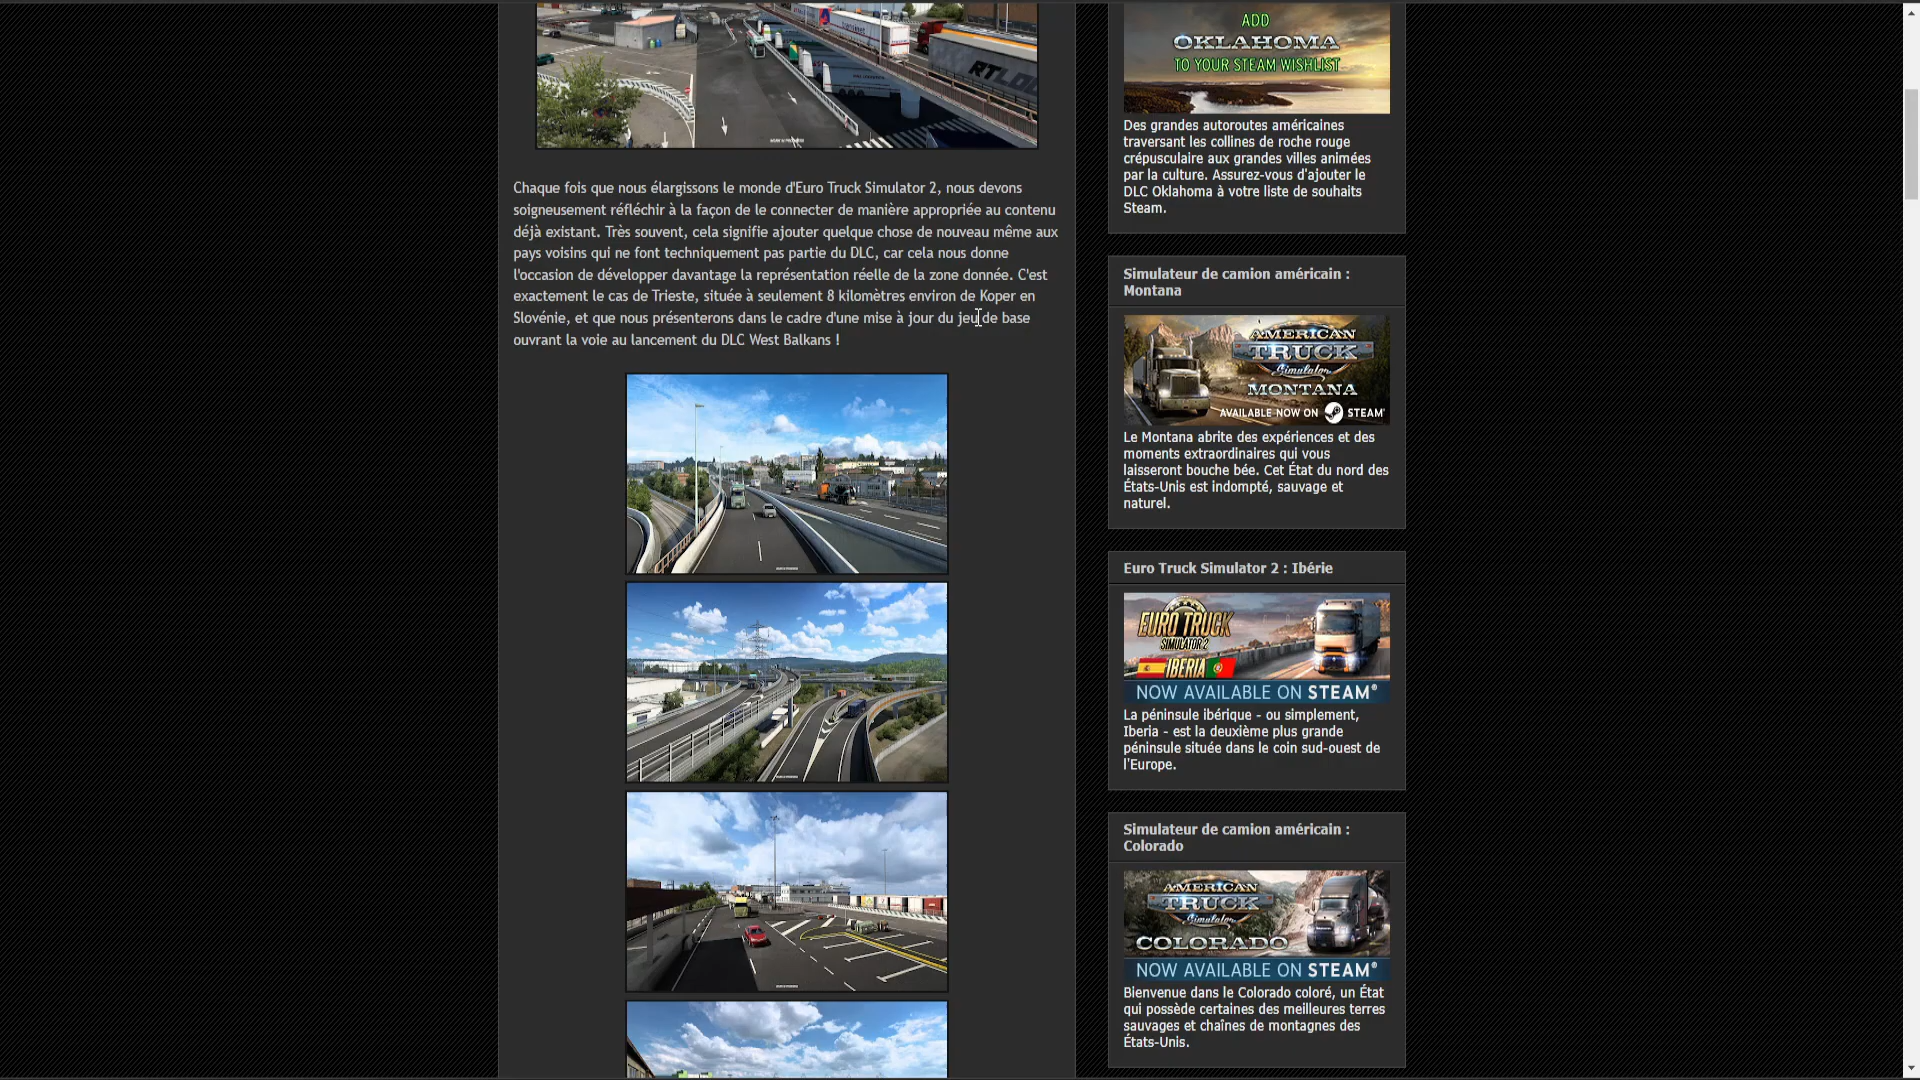 RTLOG
Chaque fois que nous élargissons le monde d'Euro Truck Simulator 2, nous devons
soigneusement réfléchir à la façon de le connecter de manière appropriée au contenu
déjà existant. Très souvent, cela signifie ajouter quelque chose de nouveau même aux
pays voisins qui ne font techniquement pas partie du DLC, car cela nous donne
l'occasion de développer davantage la représentation réelle de la zone donnée. C'est
exactement le cas de Trieste, située à seulement 8 kilomètres environ de Koper en
Slovénie, et que nous présenterons dans le cadre d'une mise à jour du jeu de base
ouvrant la voie au lancement du DLC West Balkans !
ADD
OKLAHOMA
TO YOUR STEAM WISHLIST
Des grandes autoroutes américaines
traversant les collines de roche rouge
crépusculaire aux grandes villes animées
par la culture. Assurez-vous d'ajouter le
DLC Oklahoma à votre liste de souhaits
Steam.
Simulateur de camion américain :
Montana
AMERICAN
TRUCK
Simulator
MONTANA
AVAILABLE NOW ON STEAM®
Le Montana abrite des expériences et des
moments extraordinaires qui vous
laisseront bouche bée. Cet État du nord des
États-Unis est indompté, sauvage et
naturel.
Euro Truck Simulator 2 : Ibérie
EURO TRUCK
SIMULATOR 2
IBERIA
NOW AVAILABLE ON STEAM®
La péninsule ibérique - ou simplement,
Iberia - est la deuxième plus grande
péninsule située dans le coin sud-ouest de
l'Europe.
Simulateur de camion américain :
Colorado
AMERICAN
TRUCK
Simulator
COLORADO
NOW AVAILABLE ON STEAM®
Bienvenue dans le Colorado coloré, un État
qui possède certaines des meilleures terres
sauvages et chaînes de montagnes des
États-Unis.